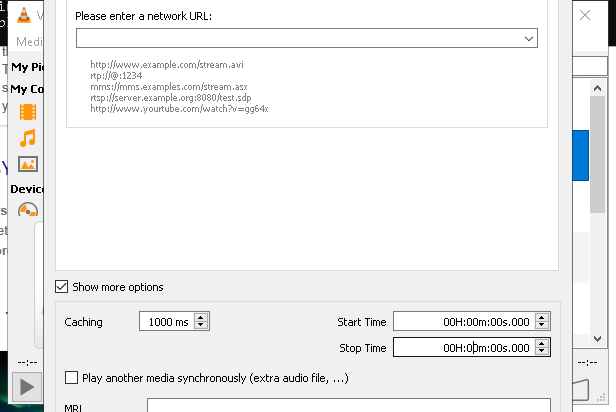 Please enter a network URL:
http://www.example.com/stream.avi
rtp://@:1234
mms://mms.examples.com/stream.asx
rtsp://server.example.org:8080/test.sdp
http://www.yourtube.com/watch?v=gg64x
Medi
My Pi
My Co
Device
Show more options
Caching
1000 ms
Start Time
00H:00m:00s.000
Stop Time
00H:00m:00s.000
--:--
--:--
Play another media synchronously (extra audio file, ...)
MRL